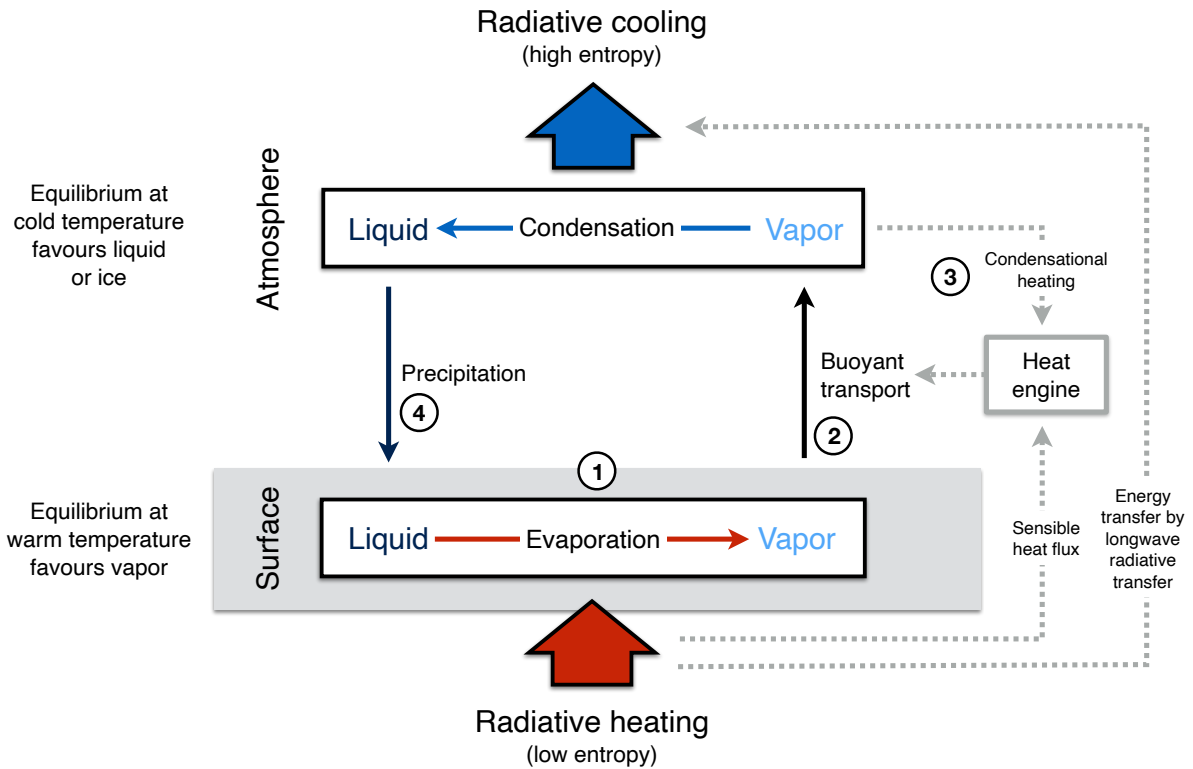 Radiative cooling
(high entropy)
Equilibrium at
cold temperature
favours liquid
or ice
Atmosphere
Liquid
Condensation
Vapor
3
Condensational
heating
Heat
engine
Buoyant
transport
Precipitation
4
2
1
Equilibrium at
warm temperature
favours vapor
Surface
Liquid
Evaporation
Vapor
Sensible
heat flux
Energy
transfer by
longwave
radiative
transfer
Radiative heating
(low entropy)